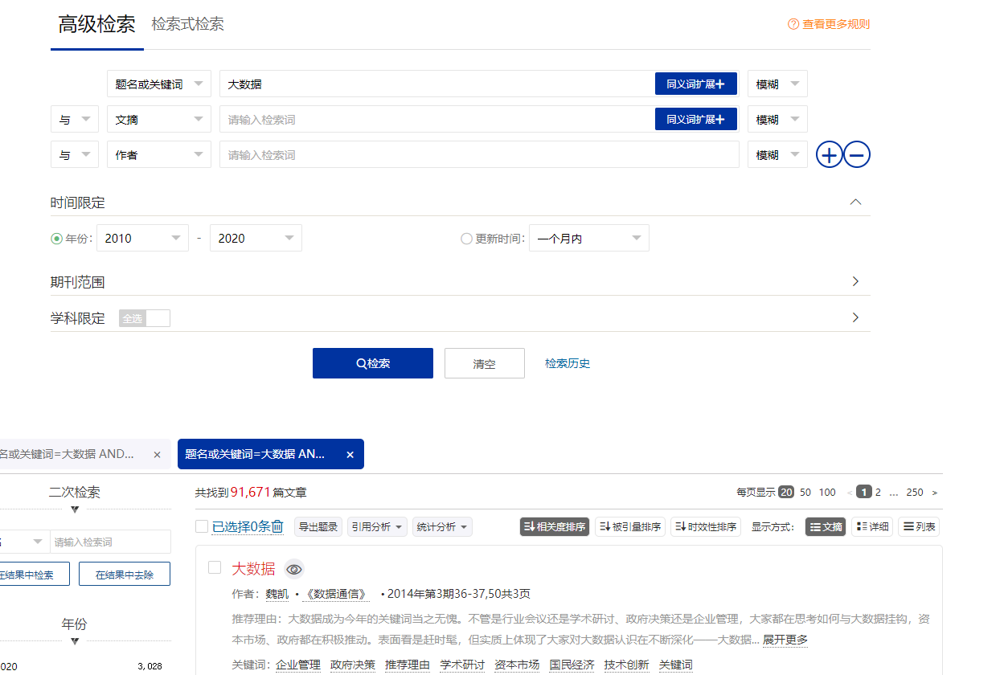 高级检索 检索式检索 查看更多规则
题名或关键词 大数据 同义词扩展+ 模糊
与 文摘 请输入检索词 同义词扩展+ 模糊
与 作者 请输入检索词 模糊
时间限定
年份： 2010 - 2020 更新时间： 一个月内
期刊范围
学科限定 全选
检索 清空 检索历史
名或关键词=大数据 AND... × 题名或关键词=大数据 AN... ×
二次检索 共找到91,671篇文章 每页显示 20 50 100 < 1 2 ... 250 >
已选择0条 导出题录 引用分析 统计分析 相关度排序 被引量排序 时效性排序 显示方式： 文摘 详细 列表
请输入检索词
在结果中检索 在结果中去除
大数据
作者：魏凯 •《数据通信》 •2014年第3期36-37,50共3页
年份
推荐理由：大数据成为今年的关键词当之无愧。不管是行业会议还是学术研讨、政府决策还是企业管理，大家都在思考如何与大数据挂钩，资
本市场、政府都在积极推动。表面看是赶时髦，但实质上体现了大家对大数据认识在不断深化——大数据... 展开更多
020 3,028
关键词：企业管理 政府决策 推荐理由 学术研讨 资本市场 国民经济 技术创新 关键词